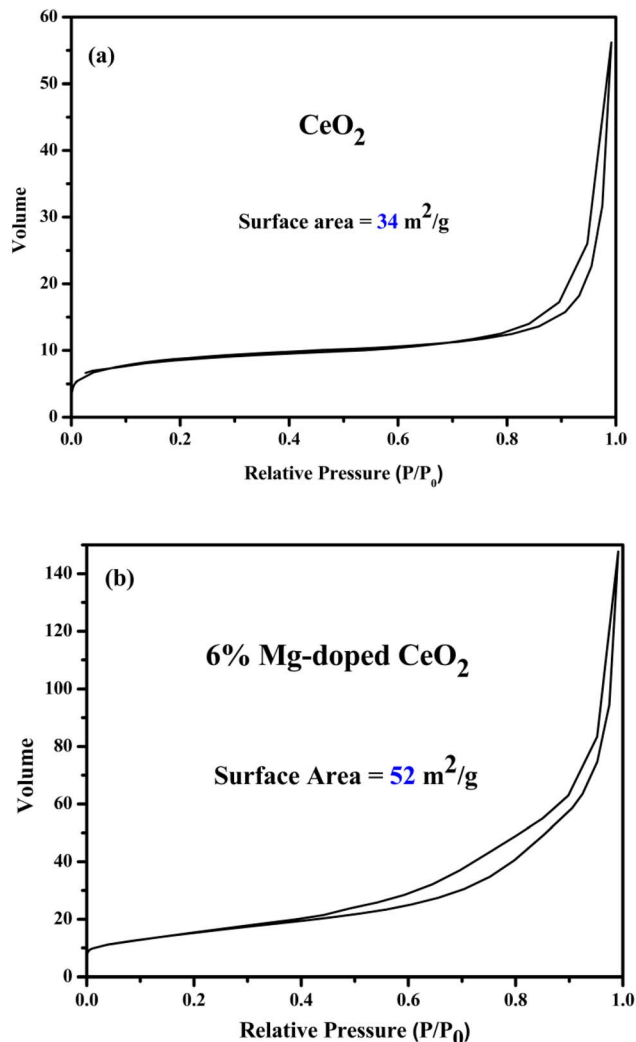 (a)
CeO2
Surface area = 34 m2/g
Volume
60
50
40
30
20
10
0
0.0 0.2 0.4 0.6 0.8 1.0
Relative Pressure (P/P0)
(b)
6% Mg-doped CeO2
Surface Area = 52 m2/g
Volume
140
120
100
80
60
40
20
0
0.0 0.2 0.4 0.6 0.8 1.0
Relative Pressure (P/P0)